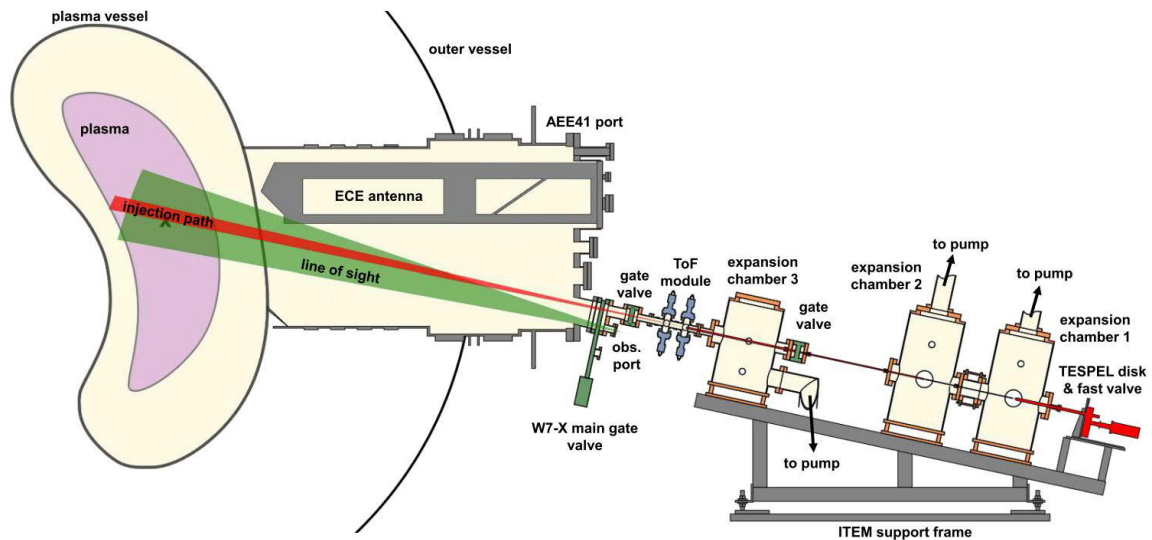 plasma vessel
outer vessel
AEE41 port
plasma
ECE antenna
injection path
x
line of sight
gate
valve
ToF
module
expansion
chamber 3
gate
valve
to pump
expansion
chamber 2
to pump
expansion
chamber 1
obs.
port
TESPEL disk
& fast valve
W7-X main gate
valve
to pump
ITEM support frame